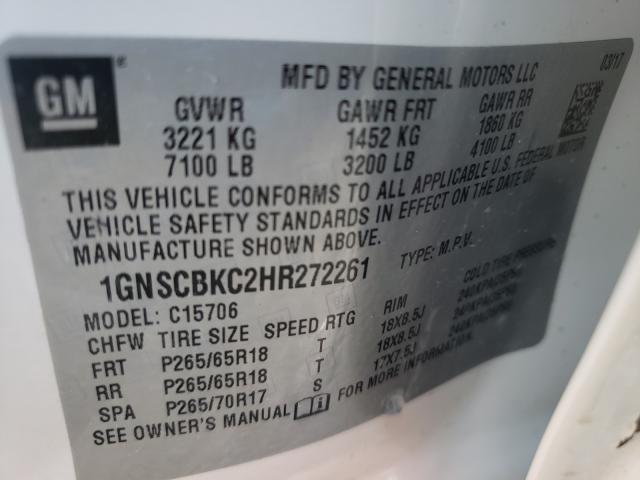 GM
MFD BY GENERAL MOTORS LLC 03/17
GVWR GAWR FRT GAWR RR
3221 KG 1452 KG 1860 KG
7100 LB 3200 LB 4100 LB
THIS VEHICLE CONFORMS TO ALL APPLICABLE U.S. FEDERAL MOTOR
VEHICLE SAFETY STANDARDS IN EFFECT ON THE DATE OF
MANUFACTURE SHOWN ABOVE.
1GNSCBKC2HR272261 TYPE: M.P.V.
MODEL: C15706 COLD TIRE PRESSURE
CHFW TIRE SIZE SPEED RTG RIM
FRT P265/65R18 T 18X8.5J
RR P265/65R18 T 18X8.5J
SPA P265/70R17 S 17X7.5J
SEE OWNER'S MANUAL FOR MORE INFORMATION.